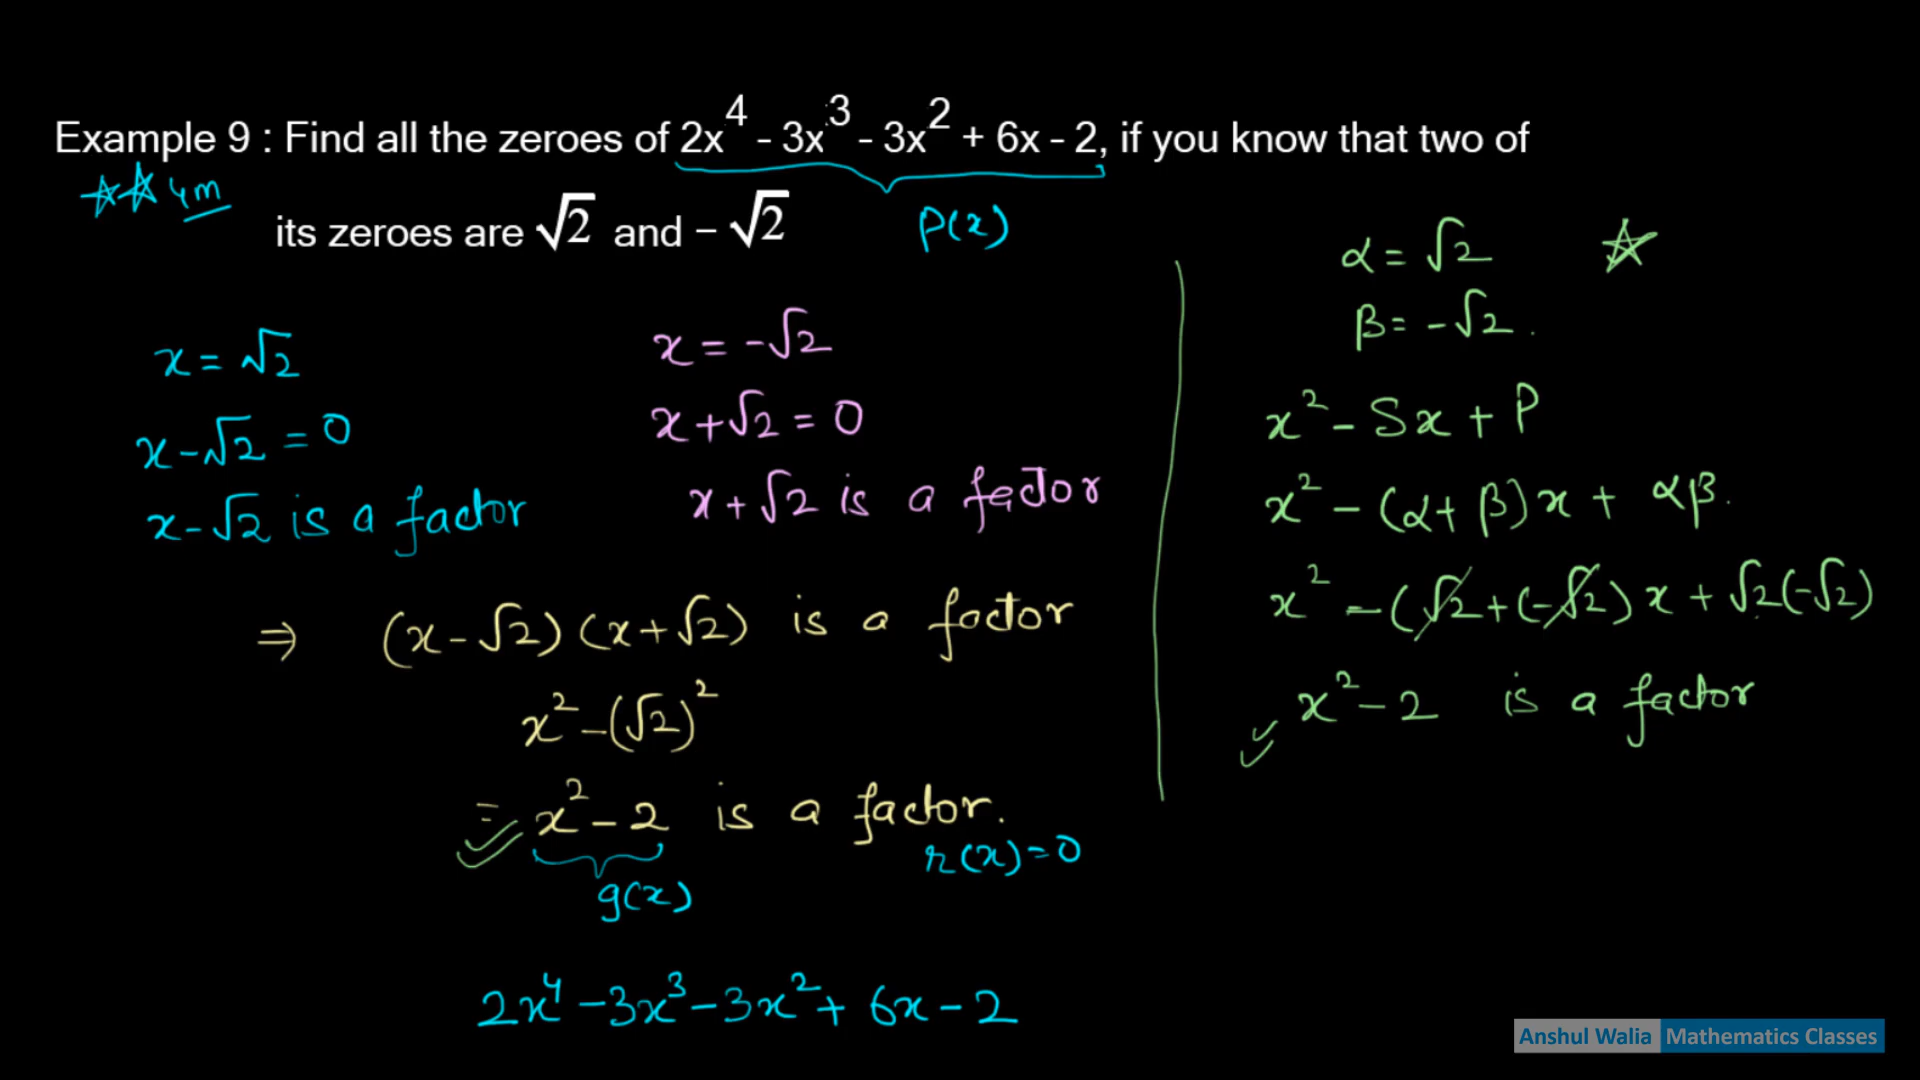 Example 9 : Find all the zeroes of 2x⁴ - 3x³ - 3x² + 6x - 2, if you know that two of
its zeroes are √2 and - √2
☆☆ 4m
P(x)
x = √2
x - √2 = 0
x - √2 is a factor
x = -√2
x + √2 = 0
x + √2 is a factor
⇒ (x - √2) (x + √2) is a factor
x² - (√2)²
= x² - 2 is a factor.
g(x)
r(x) = 0
2x⁴ - 3x³ - 3x² + 6x - 2
α = √2 ☆
β = -√2.
x² - Sx + P
x² - (α + β)x + αβ.
x² - (√2 + (-√2)) x + √2(-√2)
x² - 2 is a factor
Anshul Walia Mathematics Classes